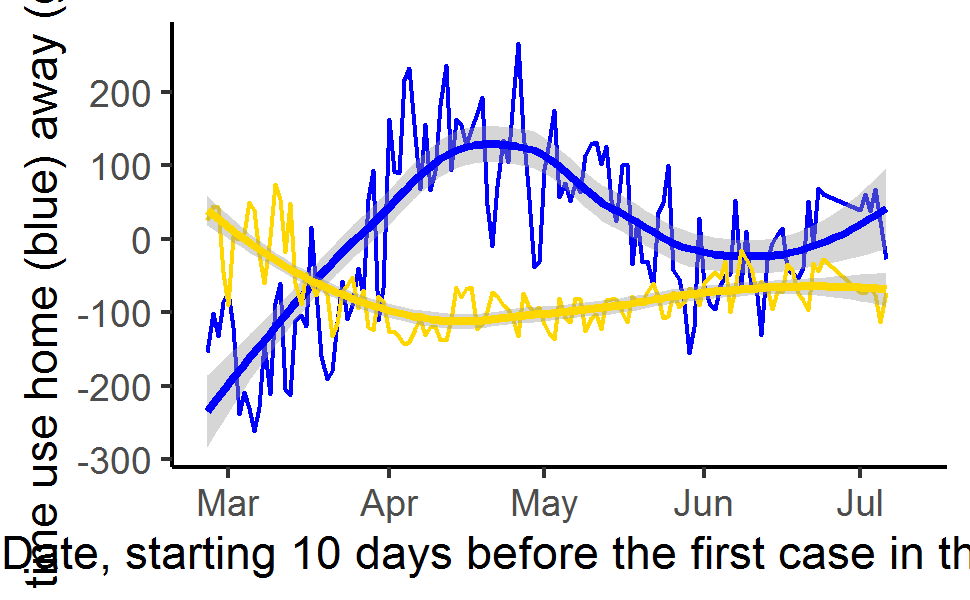 time use home (blue) away (
200
100
0
-100
-200
-300
Mar Apr May Jun Jul
Date, starting 10 days before the first case in th